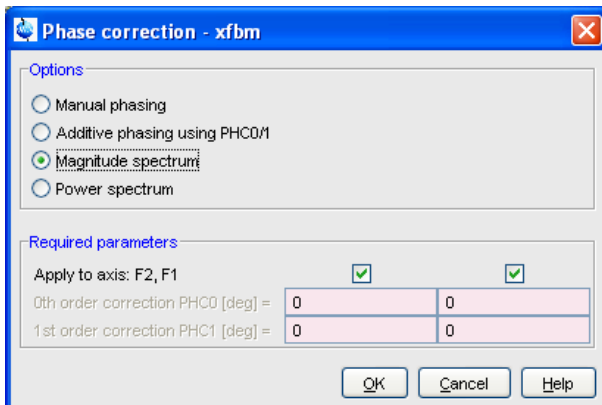 Phase correction - xfbm
Options
Manual phasing
Additive phasing using PHC0/1
Magnitude spectrum
Power spectrum
Required parameters
Apply to axis: F2, F1
0th order correction PHC0 [deg] = 0 0
1st order correction PHC1 [deg] = 0 0
OK Cancel Help